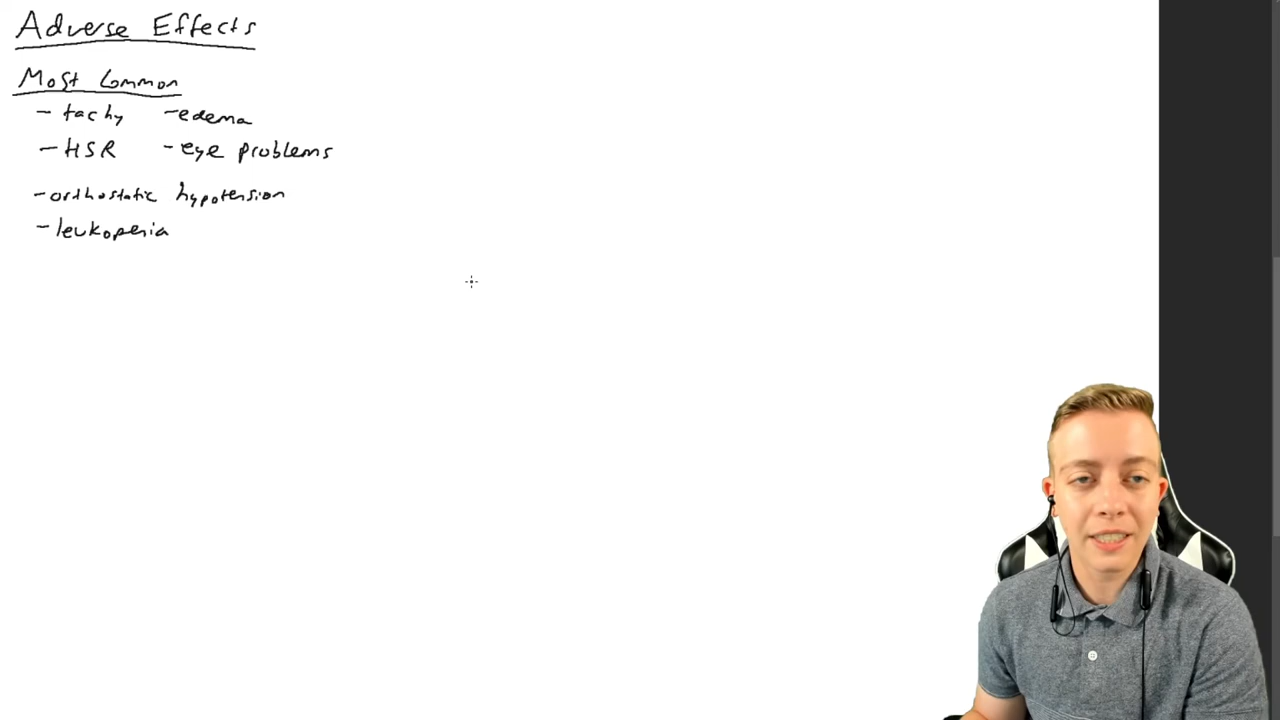 Adverse Effects
Most Common
- tachy - edema
- HSR - eye problems
- orthostatic hypotension
- leukopenia